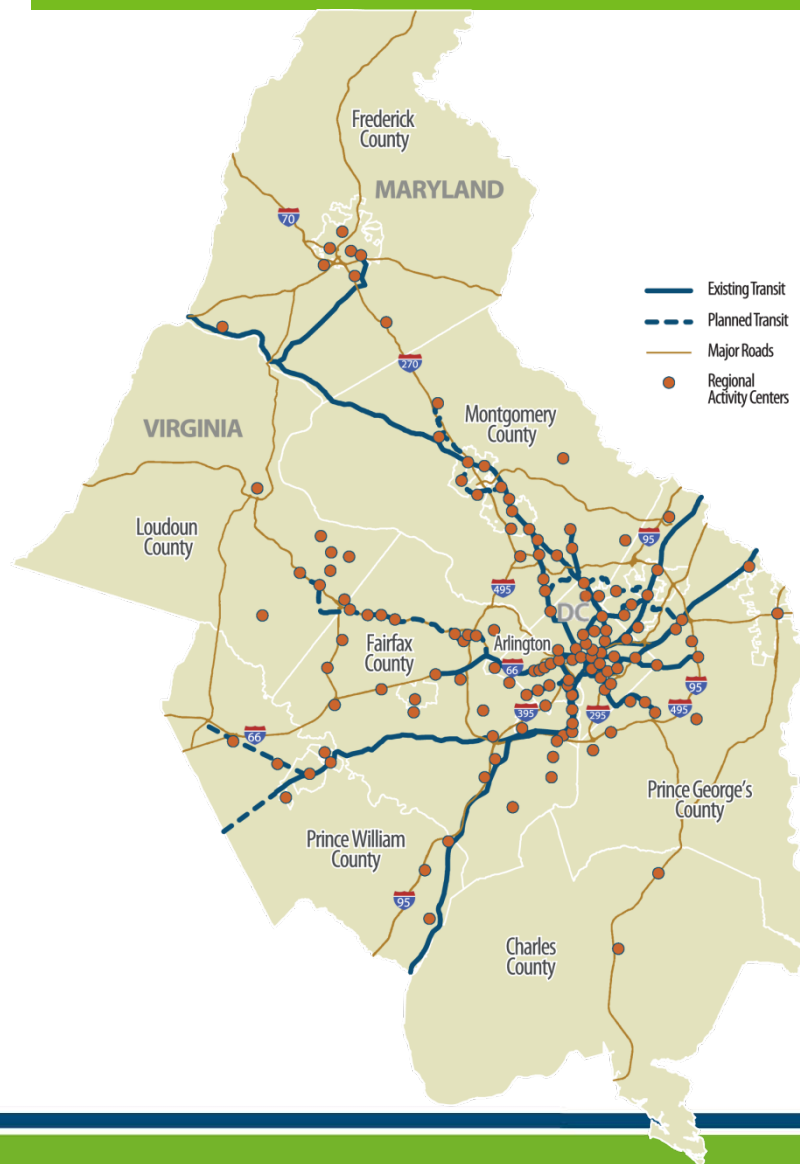 Frederick
County
MARYLAND
70
Existing Transit
Planned Transit
Major Roads
Regional
Activity Centers
270
Montgomery
County
VIRGINIA
Loudoun
County
95
495
DC
Fairfax
County
Arlington
66
95
395
295
495
66
Prince George's
County
Prince William
County
95
Charles
County